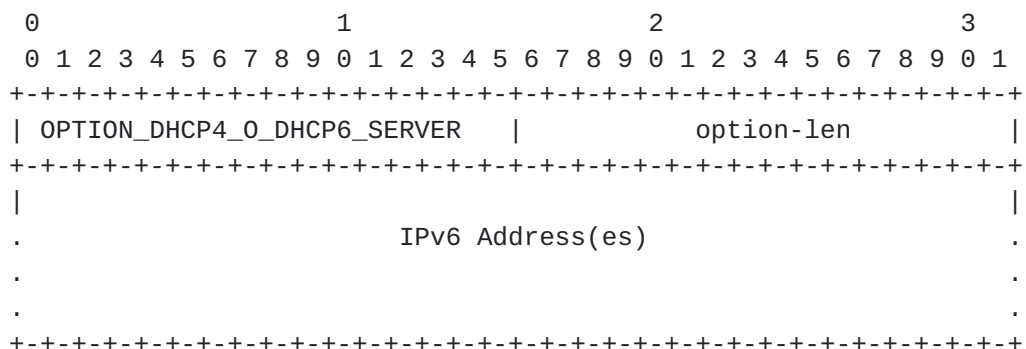 0                   1                   2                   3
 0 1 2 3 4 5 6 7 8 9 0 1 2 3 4 5 6 7 8 9 0 1 2 3 4 5 6 7 8 9 0 1
+-+-+-+-+-+-+-+-+-+-+-+-+-+-+-+-+-+-+-+-+-+-+-+-+-+-+-+-+-+-+-+-+
| OPTION_DHCP4_O_DHCP6_SERVER   |           option-len          |
+-+-+-+-+-+-+-+-+-+-+-+-+-+-+-+-+-+-+-+-+-+-+-+-+-+-+-+-+-+-+-+-+
|                                                               |
.                        IPv6 Address(es)                       .
.                                                               .
.                                                               .
+-+-+-+-+-+-+-+-+-+-+-+-+-+-+-+-+-+-+-+-+-+-+-+-+-+-+-+-+-+-+-+-+